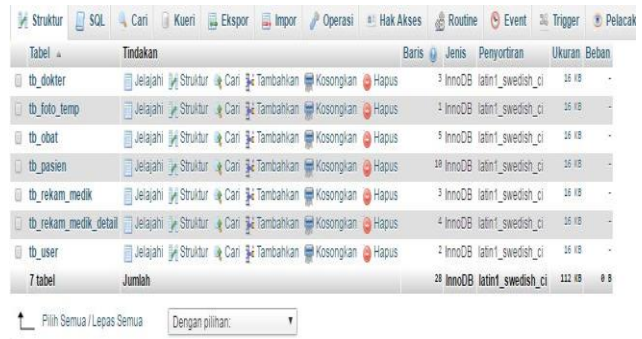 Struktur SQL Cari Kueri Ekspor Impor Operasi Hak Akses Routine Event Trigger Pelacak
Tabel Tindakan Baris Jenis Penyortiran Ukuran Beban
tb_dokter Jelajahi Struktur Cari Tambahkan Kosongkan Hapus 3 InnoDB latin1_swedish_ci 16 KB -
tb_foto_temp Jelajahi Struktur Cari Tambahkan Kosongkan Hapus 1 InnoDB latin1_swedish_ci 16 KB -
tb_obat Jelajahi Struktur Cari Tambahkan Kosongkan Hapus 5 InnoDB latin1_swedish_ci 16 KB -
tb_pasien Jelajahi Struktur Cari Tambahkan Kosongkan Hapus 10 InnoDB latin1_swedish_ci 16 KB -
tb_rekam_medik Jelajahi Struktur Cari Tambahkan Kosongkan Hapus 3 InnoDB latin1_swedish_ci 16 KB -
tb_rekam_medik_detail Jelajahi Struktur Cari Tambahkan Kosongkan Hapus 4 InnoDB latin1_swedish_ci 16 KB -
tb_user Jelajahi Struktur Cari Tambahkan Kosongkan Hapus 2 InnoDB latin1_swedish_ci 16 KB -
7 tabel Jumlah 28 InnoDB latin1_swedish_ci 112 KB 0 B
Pilih Semua / Lepas Semua Dengan pilihan: